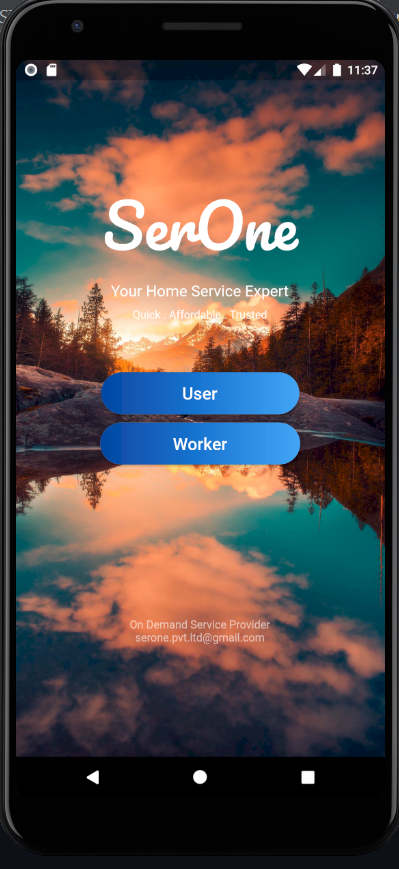 11:37
SerOne
Your Home Service Expert
Quick . Affordable . Trusted
User
Worker
On Demand Service Provider
serone.pvt.ltd@gmail.com